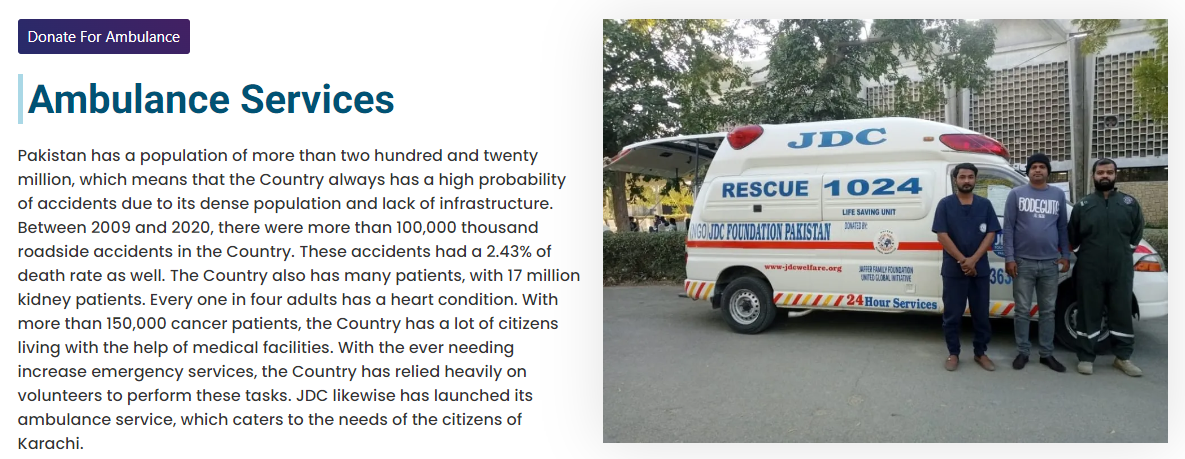 Donate For Ambulance
Ambulance Services
Pakistan has a population of more than two hundred and twenty
million, which means that the Country always has a high probability
of accidents due to its dense population and lack of infrastructure.
Between 2009 and 2020, there were more than 100,000 thousand
roadside accidents in the Country. These accidents had a 2.43% of
death rate as well. The Country also has many patients, with 17 million
kidney patients. Every one in four adults has a heart condition. With
more than 150,000 cancer patients, the Country has a lot of citizens
living with the help of medical facilities. With the ever needing
increase emergency services, the Country has relied heavily on
volunteers to perform these tasks. JDC likewise has launched its
ambulance service, which caters to the needs of the citizens of
Karachi.
JDC
RESCUE 1024
LIFE SAVING UNIT
NGO JDC FOUNDATION PAKISTAN
DONATED BY:
www-jdcwelfare.org
JAFFER FAMILY FOUNDATION
UNITED GLOBAL INITIATIVE
24 Hour Services